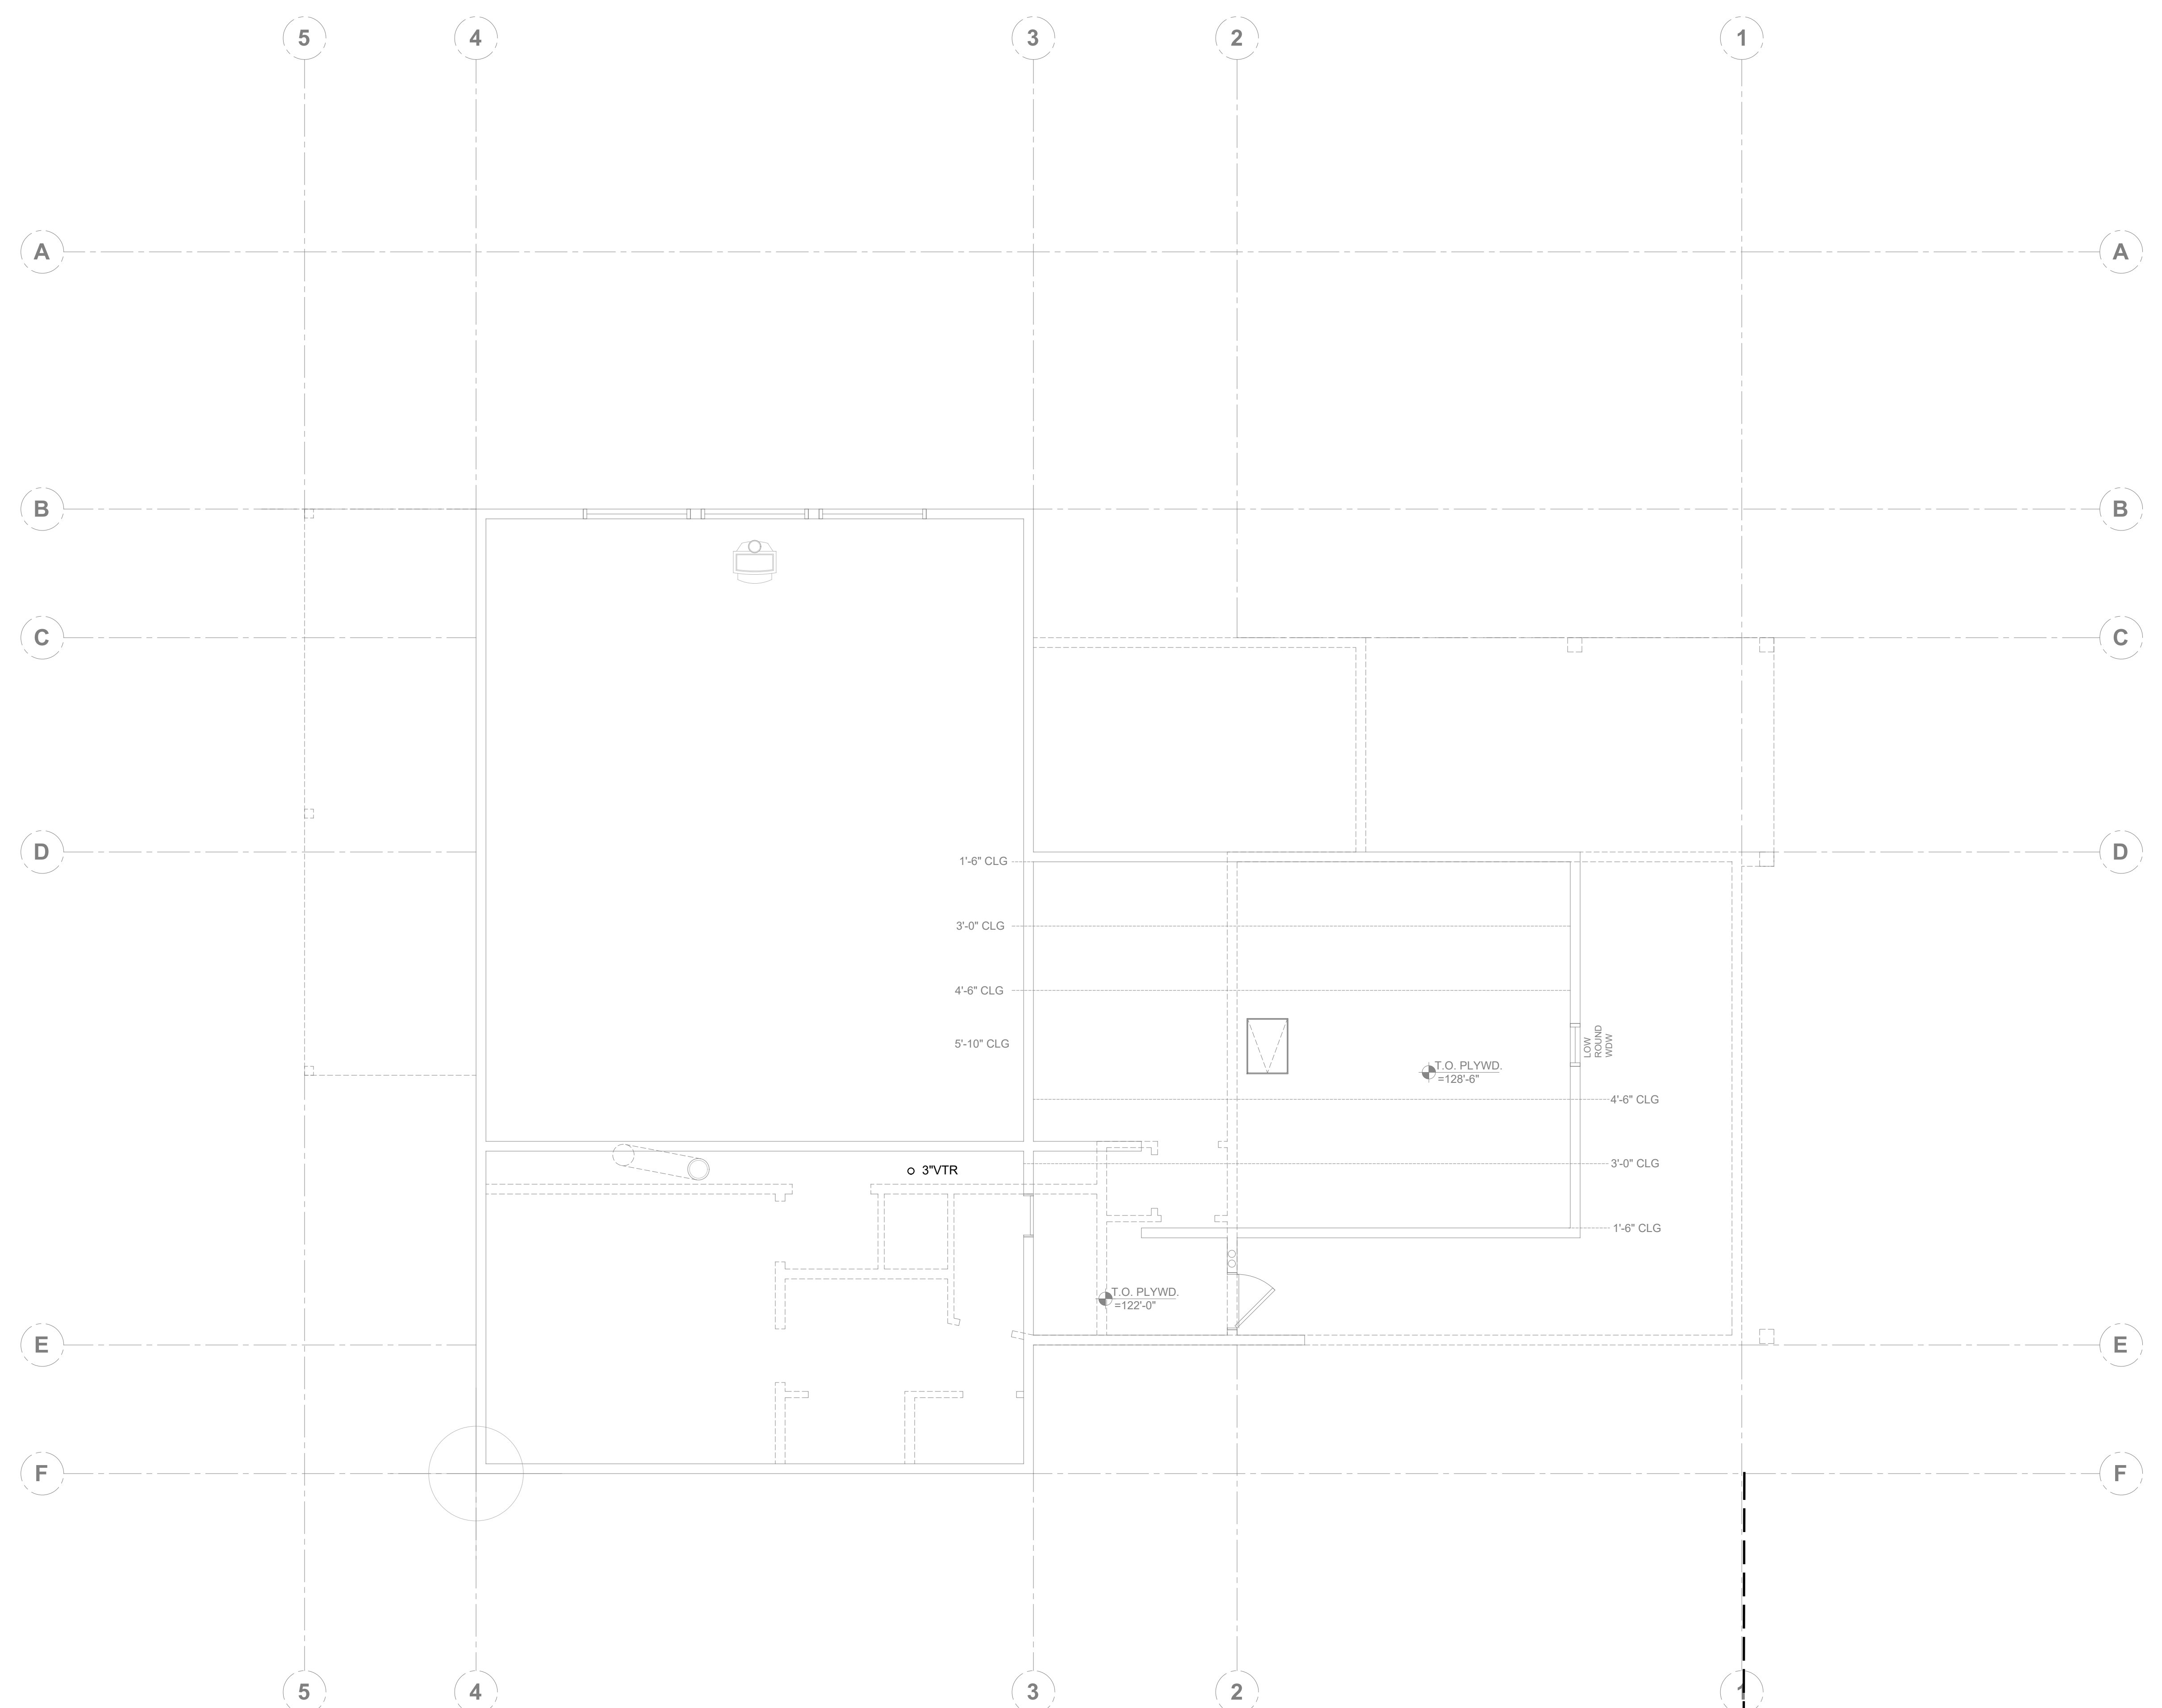 5 4 3 2 1
A A
B B
C C
D D
1'-6" CLG
3'-0" CLG
4'-6" CLG
5'-10" CLG
LOW
ROUND
WDW
T.O. PLYWD.
=128'-6"
4'-6" CLG
3"VTR
3'-0" CLG
1'-6" CLG
T.O. PLYWD.
=122'-0"
E E
F F
5 4 3 2 1